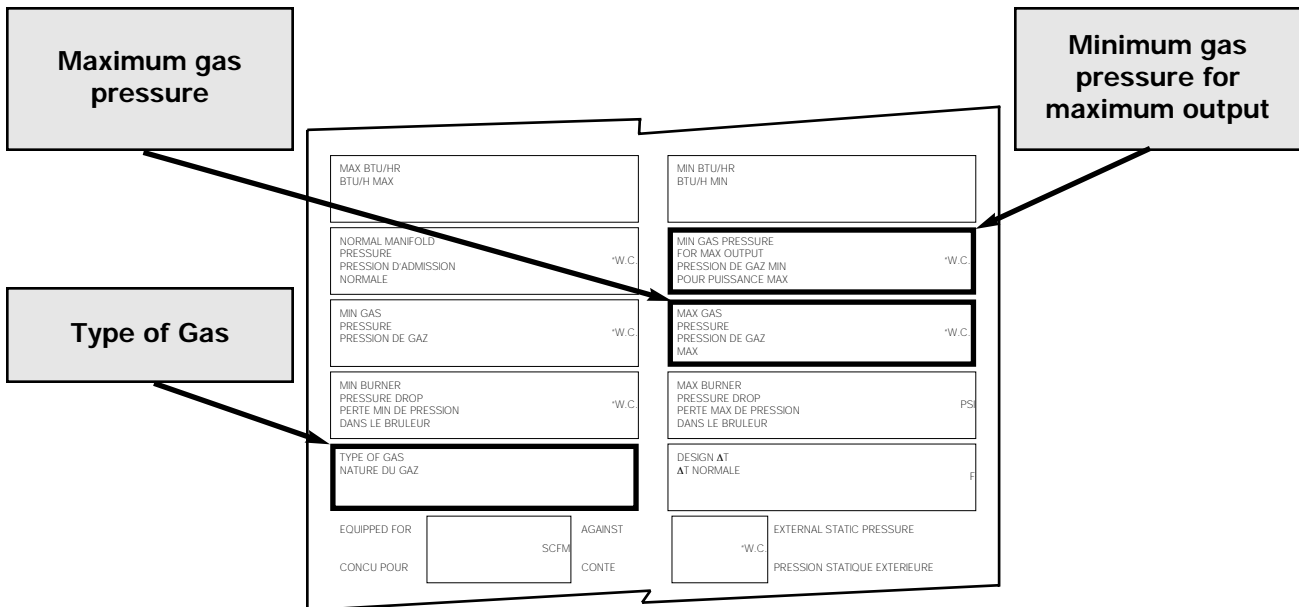 Maximum gas
pressure
Minimum gas
pressure for
maximum output
Type of Gas
MAX BTU/HR
BTU/H MAX
MIN BTU/HR
BTU/H MIN
NORMAL MANIFOLD
PRESSURE
PRESSION D'ADMISSION
NORMALE
"W.C.
MIN GAS PRESSURE
FOR MAX OUTPUT
PRESSION DE GAZ MIN
POUR PUISSANCE MAX
"W.C.
MIN GAS
PRESSURE
PRESSION DE GAZ
"W.C.
MAX GAS
PRESSURE
PRESSION DE GAZ
MAX
"W.C.
MIN BURNER
PRESSURE DROP
PERTE MIN DE PRESSION
DANS LE BRULEUR
"W.C.
MAX BURNER
PRESSURE DROP
PERTE MAX DE PRESSION
DANS LE BRULEUR
PSI
TYPE OF GAS
NATURE DU GAZ
DESIGN ΔT
ΔT NORMALE
F
EQUIPPED FOR
CONCU POUR
SCFM
AGAINST
CONTE
"W.C.
EXTERNAL STATIC PRESSURE
PRESSION STATIQUE EXTERIEURE